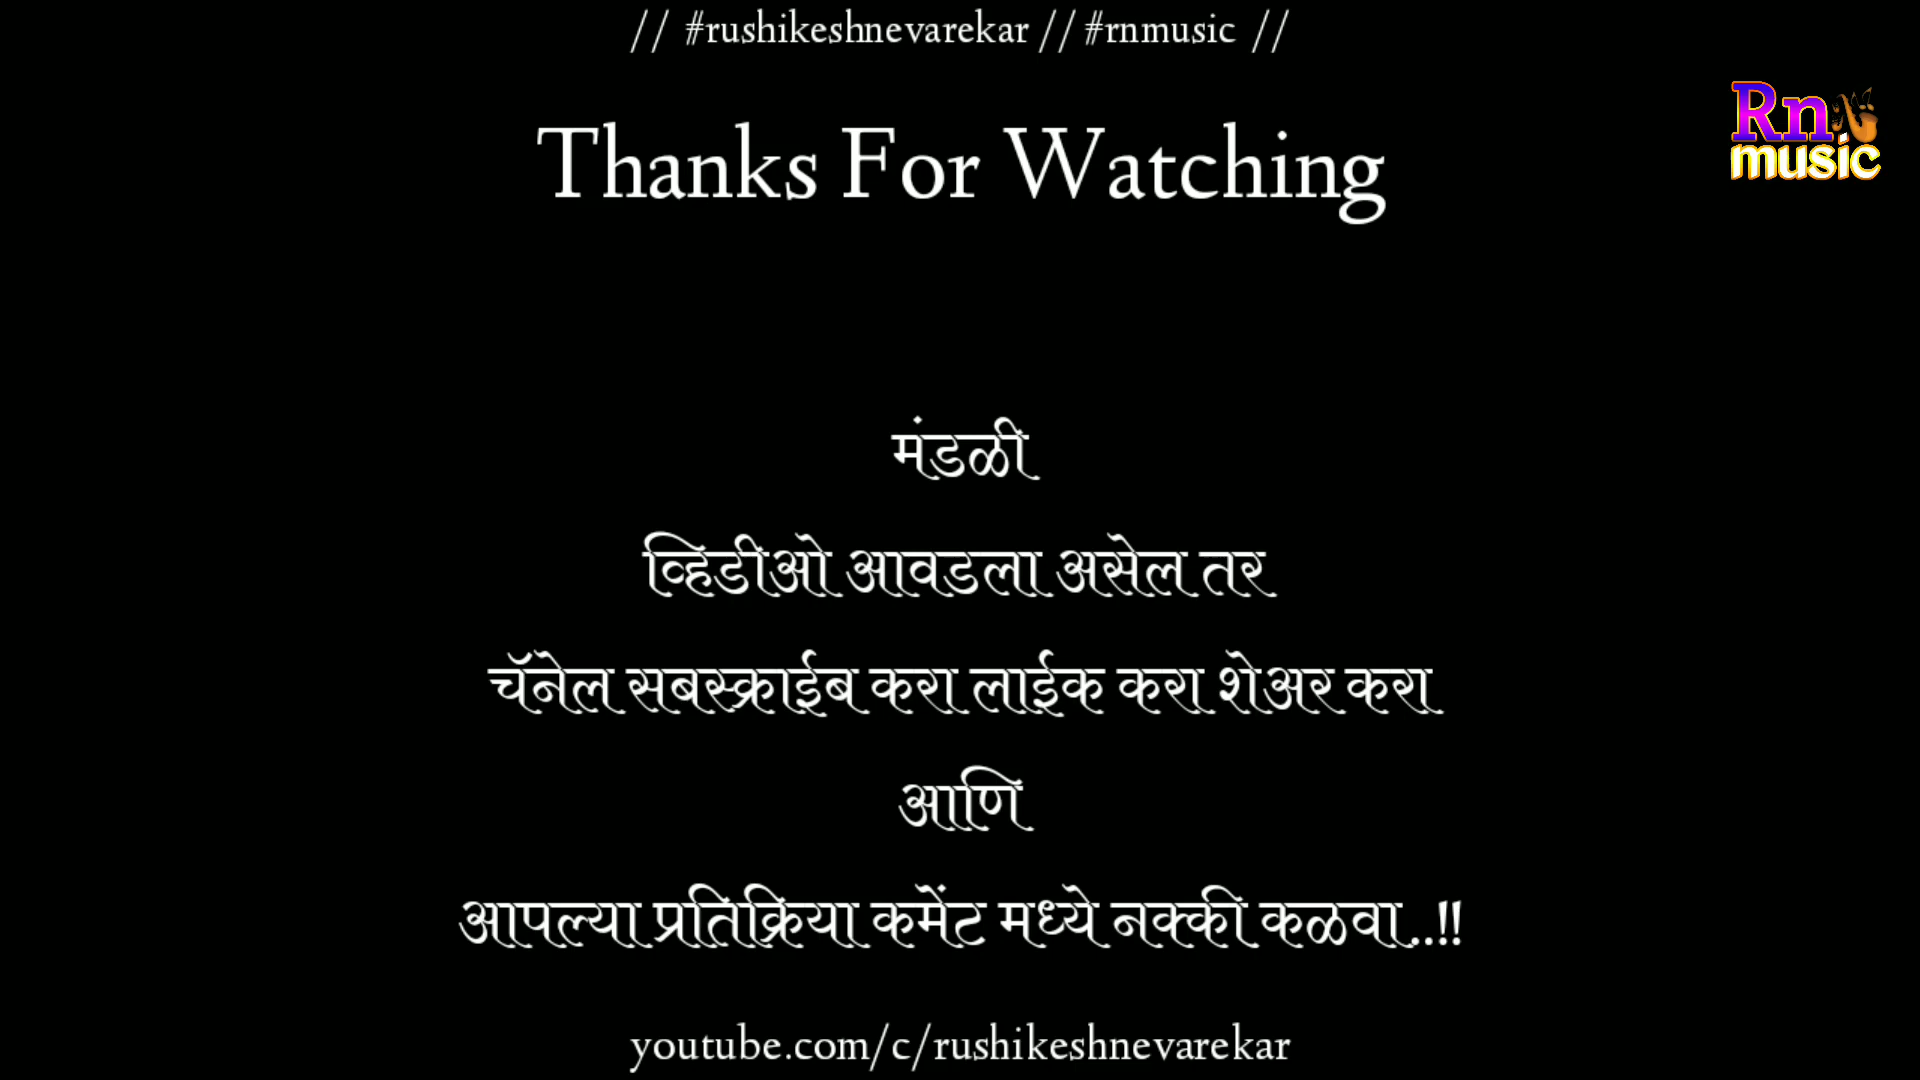 // #rushikeshnevarekar // #rnmusic //
Thanks For Watching
Rn
music
मंडळी
व्हिडीओ आवडला असेल तर
चॅनेल सबस्क्राईब करा लाईक करा शेअर करा
आणि
आपल्या प्रतिक्रिया कमेंट मध्ये नक्की कळवा..!!
youtube.com/c/rushikeshnevarekar